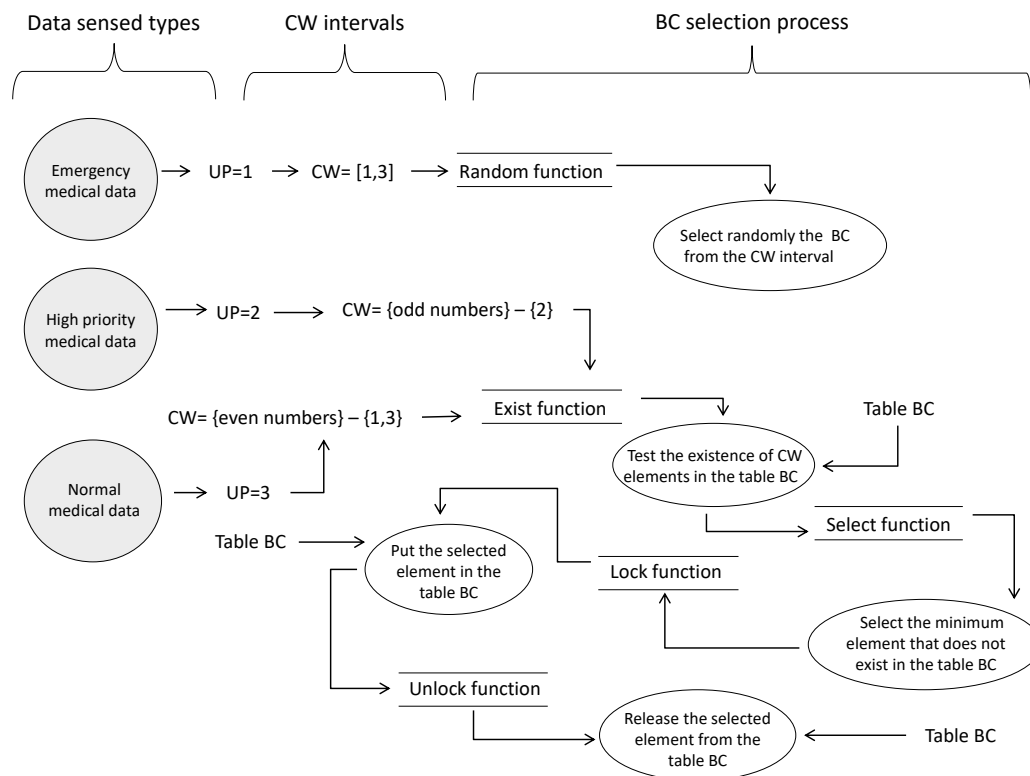 Data sensed types
CW intervals
BC selection process
Emergency
medical data
UP=1
CW= [1,3]
Random function
Select randomly the BC
from the CW interval
High priority
medical data
UP=2
CW= {odd numbers} – {2}
CW= {even numbers} – {1,3}
Exist function
Table BC
Test the existence of CW
elements in the table BC
Normal
medical data
UP=3
Select function
Table BC
Put the selected
element in the
table BC
Lock function
Select the minimum
element that does not
exist in the table BC
Unlock function
Release the selected
element from the
table BC
Table BC